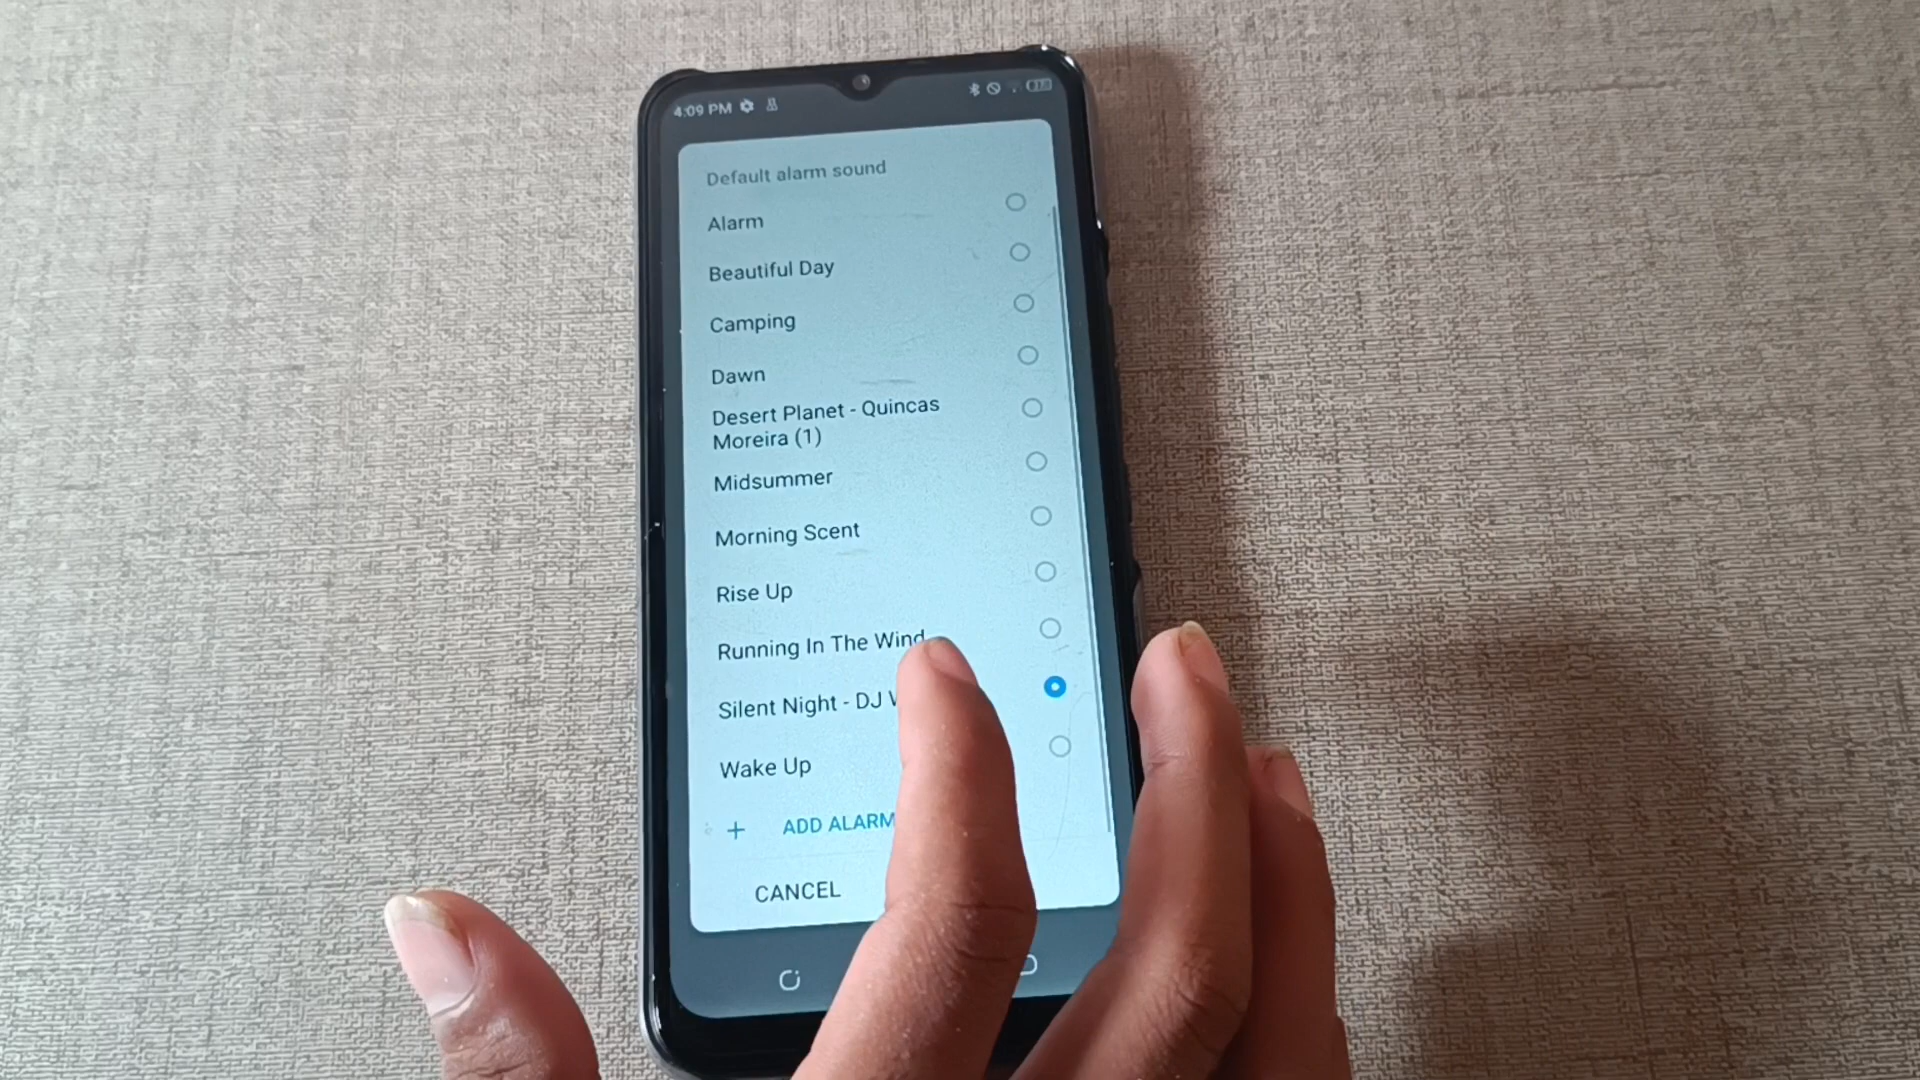 4:09 PM
Default alarm sound
Alarm
Beautiful Day
Camping
Dawn
Desert Planet - Quincas
Moreira (1)
Midsummer
Morning Scent
Rise Up
Running In The Wind
Silent Night - DJ
Wake Up
+ ADD ALARM
CANCEL